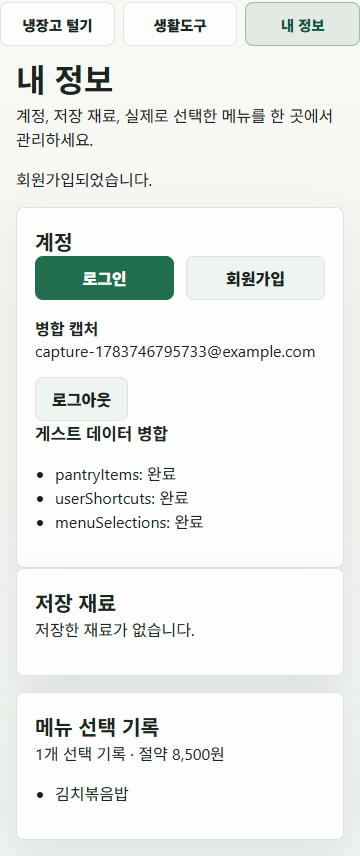 냉장고 털기
생활도구
내 정보
내 정보
계정, 저장 재료, 실제로 선택한 메뉴를 한 곳에서
관리하세요.
회원가입되었습니다.
계정
로그인
회원가입
병합 캡처
capture-1783746795733@example.com
로그아웃
게스트 데이터 병합
• pantryItems: 완료
• userShortcuts: 완료
• menuSelections: 완료
저장 재료
저장한 재료가 없습니다.
메뉴 선택 기록
1개 선택 기록 · 절약 8,500원
• 김치볶음밥